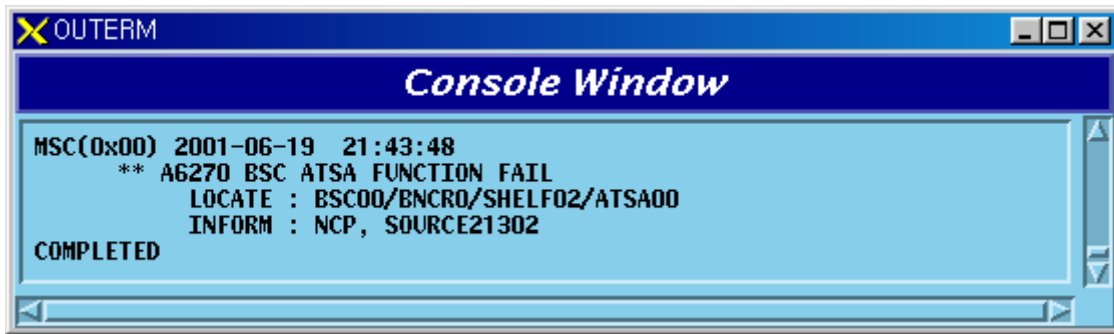 OUTERM
Console Window
MSC(0x00) 2001-06-19 21:43:48
** A6270 BSC ATSA FUNCTION FAIL
LOCATE : BSC00/BNCR0/SHELF02/ATSA00
INFORM : NCP, SOURCE21302
COMPLETED